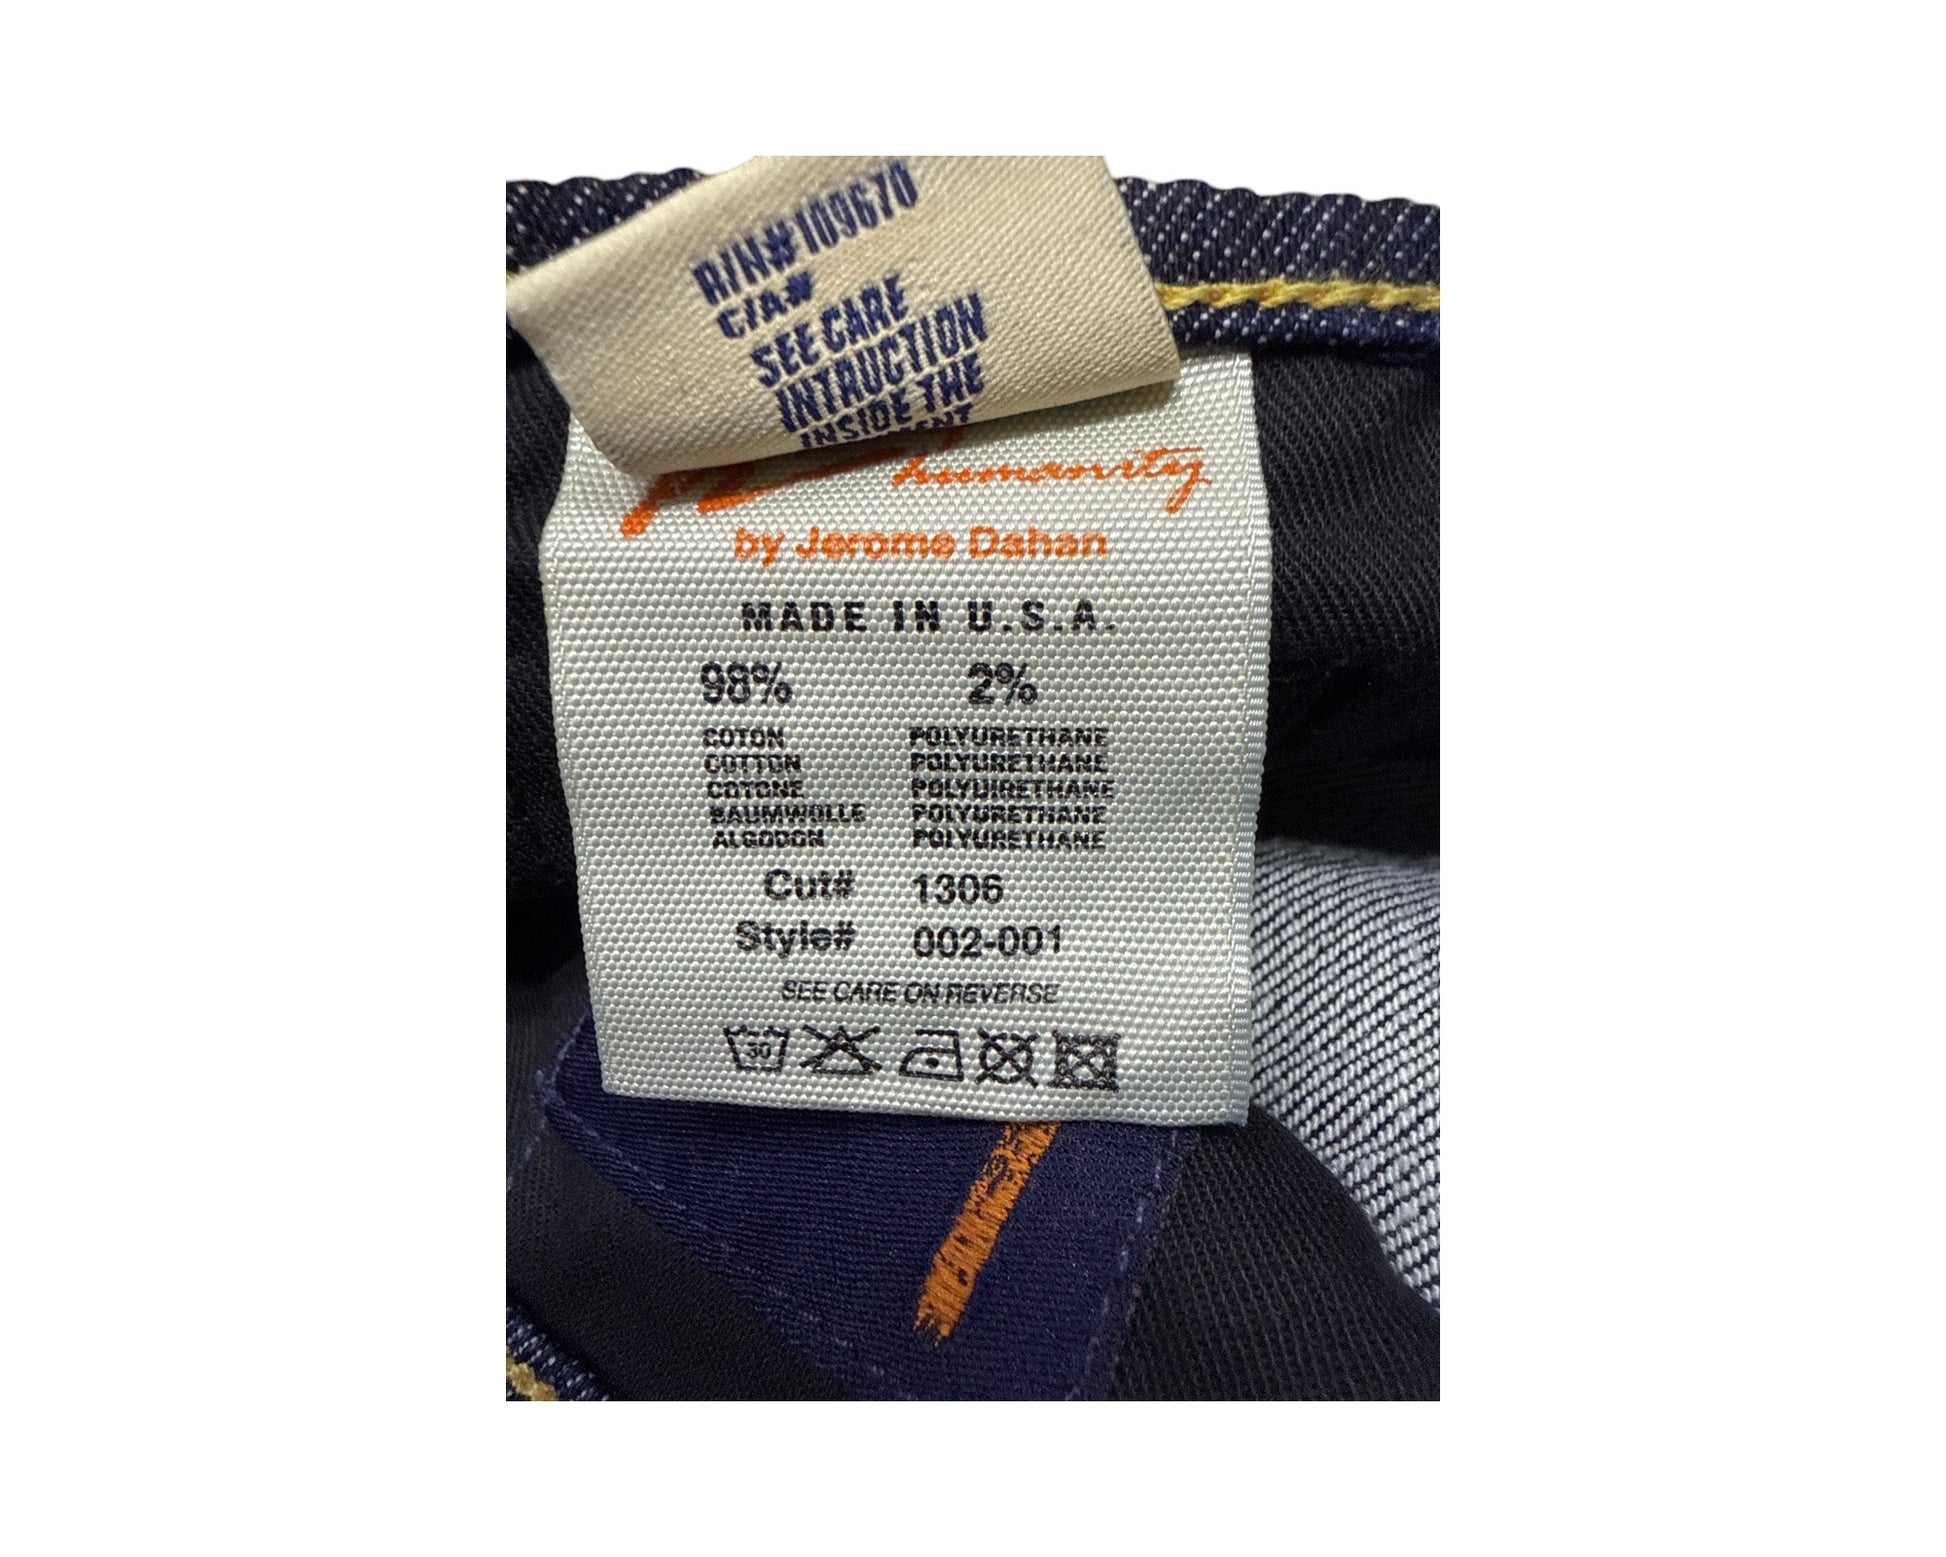 R/N# 109670
C/A#
SEE CARE
INTRUCTION
INSIDE THE
humanity
by Jerome Dahan
MADE IN U.S.A.
98% 2%
COTON POLYURETHANE
COTTON POLYURETHANE
COTONE POLYUIRETHANE
BAUMWOLLE POLYURETHANE
ALGODON POLYURETHANE
Cut# 1306
Style# 002-001
SEE CARE ON REVERSE
30